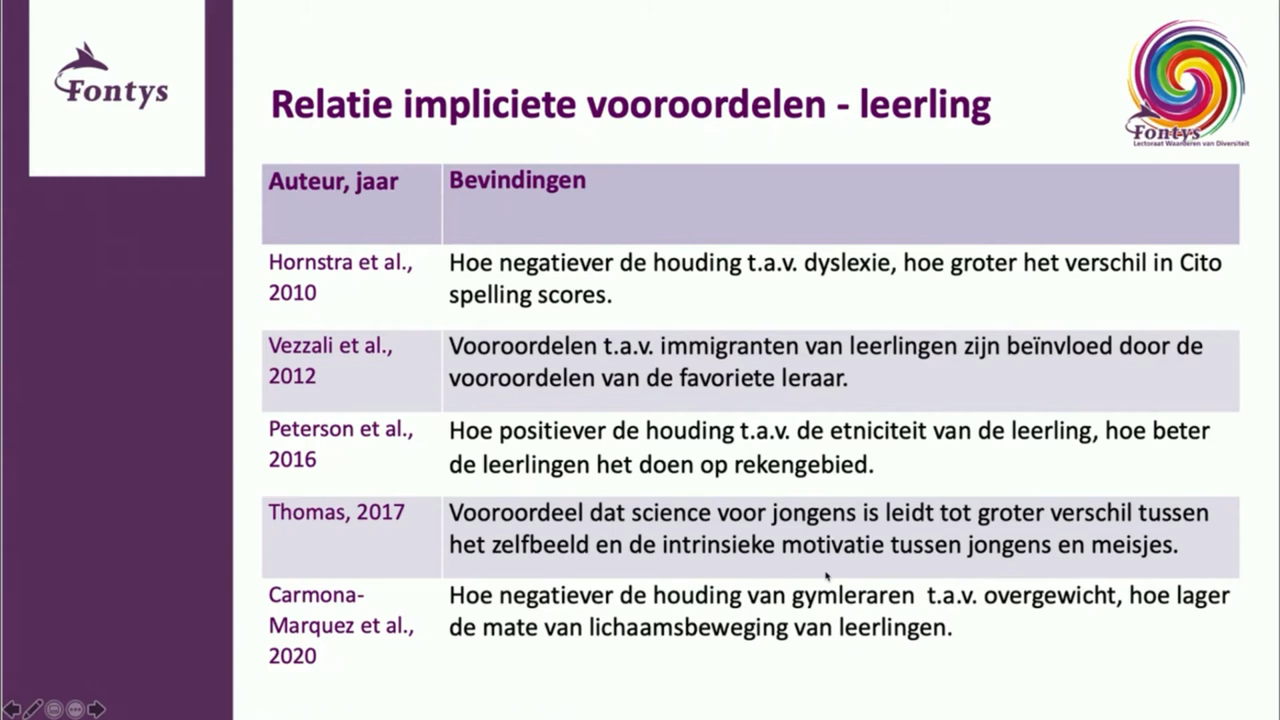 Fontys
Relatie impliciete vooroordelen - leerling
Fontys
Lectoraat Waarderen van Diversiteit
Auteur, jaar
Bevindingen
Hornstra et al.,
2010
Hoe negatiever de houding t.a.v. dyslexie, hoe groter het verschil in Cito
spelling scores.
Vezzali et al.,
2012
Vooroordelen t.a.v. immigranten van leerlingen zijn beïnvloed door de
vooroordelen van de favoriete leraar.
Peterson et al.,
2016
Hoe positiever de houding t.a.v. de etniciteit van de leerling, hoe beter
de leerlingen het doen op rekengebied.
Thomas, 2017
Vooroordeel dat science voor jongens is leidt tot groter verschil tussen
het zelfbeeld en de intrinsieke motivatie tussen jongens en meisjes.
Carmona-
Marquez et al.,
2020
Hoe negatiever de houding van gymleraren t.a.v. overgewicht, hoe lager
de mate van lichaamsbeweging van leerlingen.